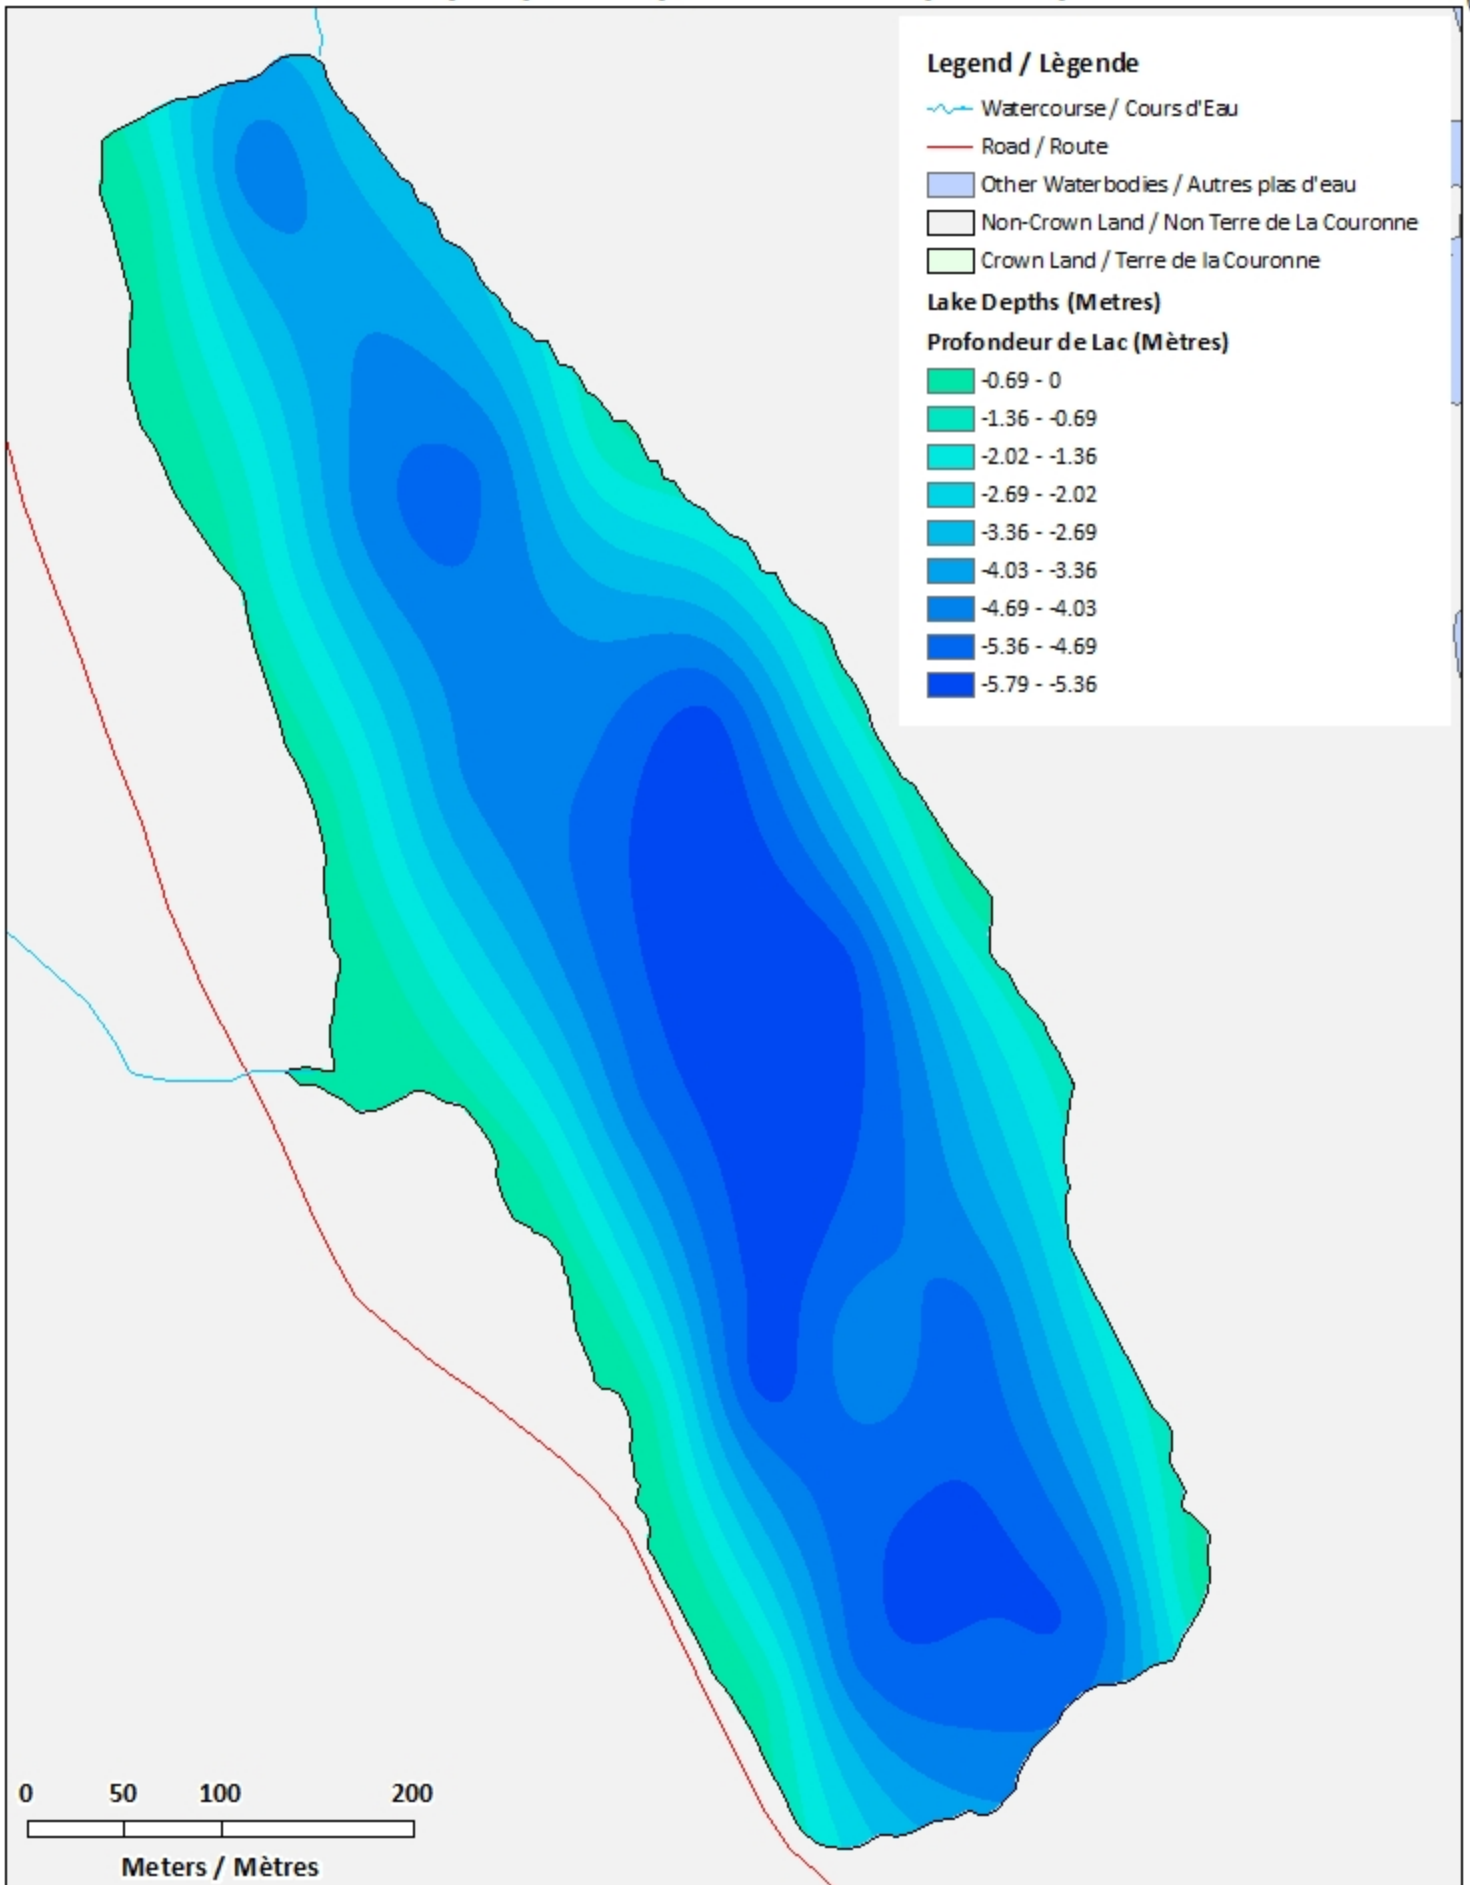 Legend / Lègende
Watercourse / Cours d'Eau
Road / Route
Other Waterbodies / Autres plas d'eau
Non-Crown Land / Non Terre de La Couronne
Crown Land / Terre de la Couronne
Lake Depths (Metres)
Profondeur de Lac (Mètres)
-0.69 - 0
-1.36 - -0.69
-2.02 - -1.36
-2.69 - -2.02
-3.36 - -2.69
-4.03 - -3.36
-4.69 - -4.03
-5.36 - -4.69
-5.79 - -5.36
0 50 100 200
Meters / Mètres